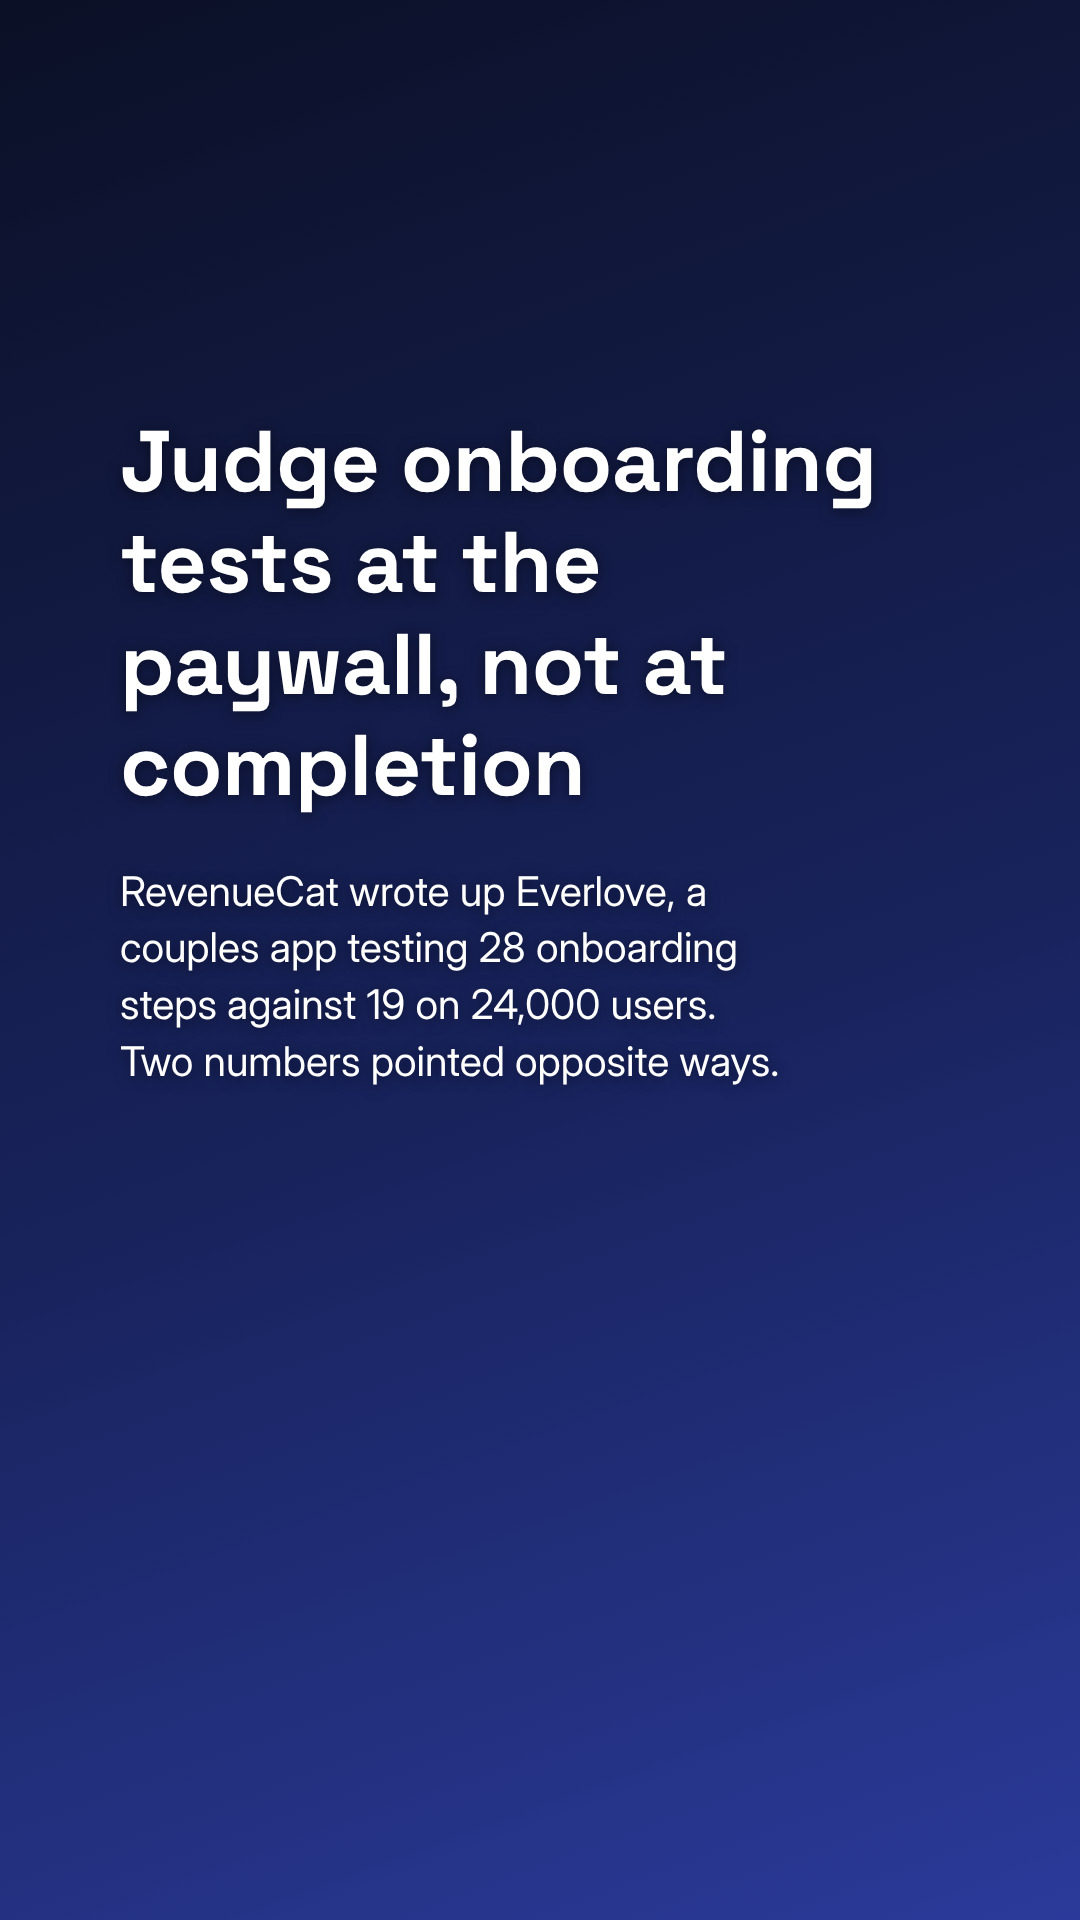 Judge onboarding
tests at the
paywall, not at
completion
RevenueCat wrote up Everlove, a
couples app testing 28 onboarding
steps against 19 on 24,000 users.
Two numbers pointed opposite ways.